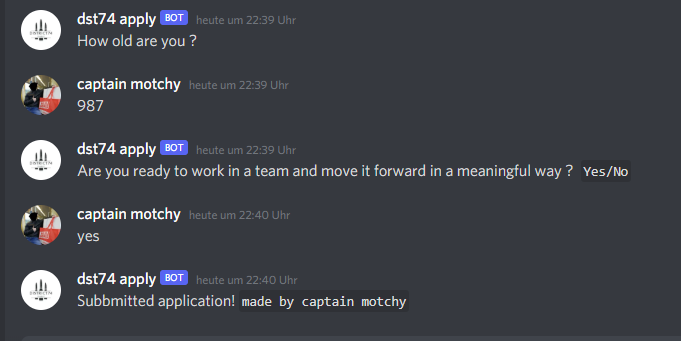 dst74 apply BOT heute um 22:39 Uhr
How old are you ?
captain motchy heute um 22:39 Uhr
987
dst74 apply BOT heute um 22:39 Uhr
Are you ready to work in a team and move it forward in a meaningful way ? Yes/No
captain motchy heute um 22:40 Uhr
yes
dst74 apply BOT heute um 22:40 Uhr
Subbmitted application! made by captain motchy